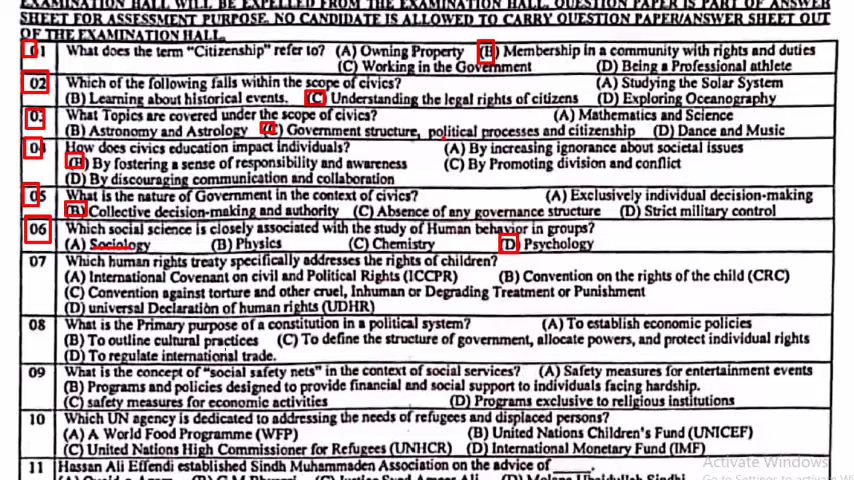 EXAMINATION HALL WILL BE EXPELLED FROM THE EXAMINATION HALL. QUESTION PAPER IS PART OF ANSWER
SHEET FOR ASSESSMENT PURPOSE. NO CANDIDATE IS ALLOWED TO CARRY QUESTION PAPER/ANSWER SHEET OUT
OF THE EXAMINATION HALL.
01 What does the term "Citizenship" refer to? (A) Owning Property (B) Membership in a community with rights and duties
(C) Working in the Government (D) Being a Professional athlete
02 Which of the following falls within the scope of civics? (A) Studying the Solar System
(B) Learning about historical events. (C) Understanding the legal rights of citizens (D) Exploring Oceanography
03 What Topics are covered under the scope of civics? (A) Mathematics and Science
(B) Astronomy and Astrology (C) Government structure, political processes and citizenship (D) Dance and Music
04 How does civics education impact individuals? (A) By increasing ignorance about societal issues
(B) By fostering a sense of responsibility and awareness (C) By Promoting division and conflict
(D) By discouraging communication and collaboration
05 What is the nature of Government in the context of civics? (A) Exclusively individual decision-making
(B) Collective decision-making and authority (C) Absence of any governance structure (D) Strict military control
06 Which social science is closely associated with the study of Human behavior in groups?
(A) Sociology (B) Physics (C) Chemistry (D) Psychology
07 Which human rights treaty specifically addresses the rights of children?
(A) International Covenant on civil and Political Rights (ICCPR) (B) Convention on the rights of the child (CRC)
(C) Convention against torture and other cruel, Inhuman or Degrading Treatment or Punishment
(D) universal Declaration of human rights (UDHR)
08 What is the Primary purpose of a constitution in a political system? (A) To establish economic policies
(B) To outline cultural practices (C) To define the structure of government, allocate powers, and protect individual rights
(D) To regulate international trade.
09 What is the concept of "social safety nets" in the context of social services? (A) Safety measures for entertainment events
(B) Programs and policies designed to provide financial and social support to individuals facing hardship.
(C) safety measures for economic activities (D) Programs exclusive to religious institutions
10 Which UN agency is dedicated to addressing the needs of refugees and displaced persons?
(A) A World Food Programme (WFP) (B) United Nations Children's Fund (UNICEF)
(C) United Nations High Commissioner for Refugees (UNHCR) (D) International Monetary Fund (IMF)
11 Hassan Ali Effendi established Sindh Muhammaden Association on the advice of ____.
Activate Windows